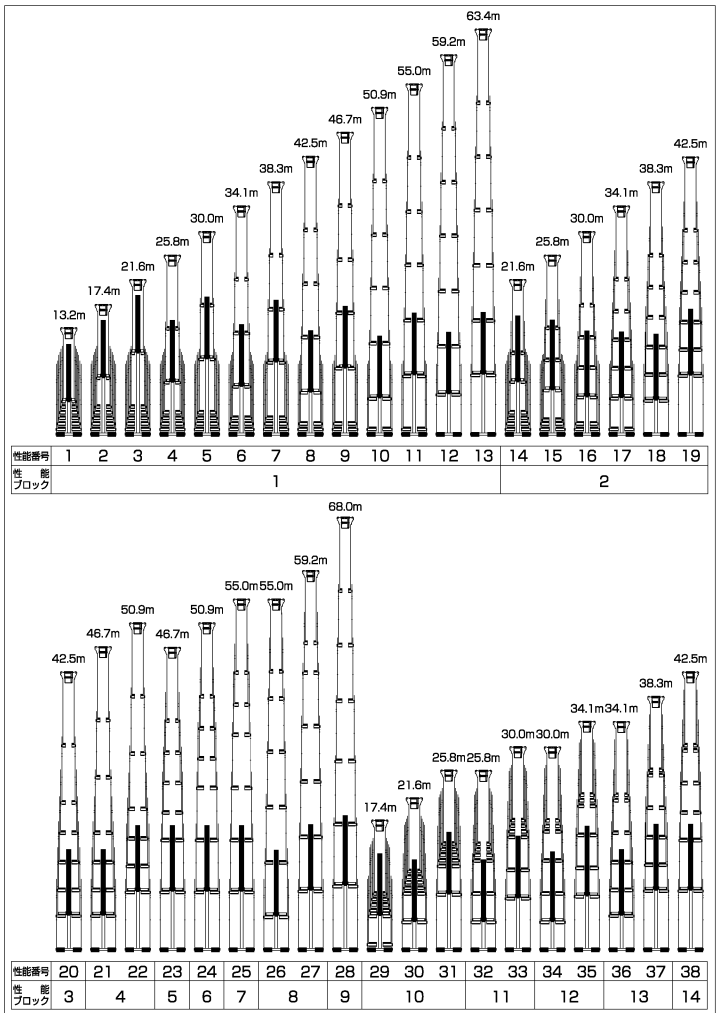 63.4m
59.2m
55.0m
50.9m
46.7m
42.5m 42.5m
38.3m 38.3m
34.1m 34.1m
30.0m 30.0m
25.8m 25.8m
21.6m 21.6m
17.4m
13.2m
性能番号 1 2 3 4 5 6 7 8 9 10 11 12 13 14 15 16 17 18 19
性能ブロック 1 2
68.0m
59.2m
55.0m 55.0m
50.9m 50.9m
46.7m 46.7m
42.5m 42.5m
38.3m
34.1m 34.1m
30.0m 30.0m
25.8m 25.8m
21.6m
17.4m
性能番号 20 21 22 23 24 25 26 27 28 29 30 31 32 33 34 35 36 37 38
性能ブロック 3 4 5 6 7 8 9 10 11 12 13 14